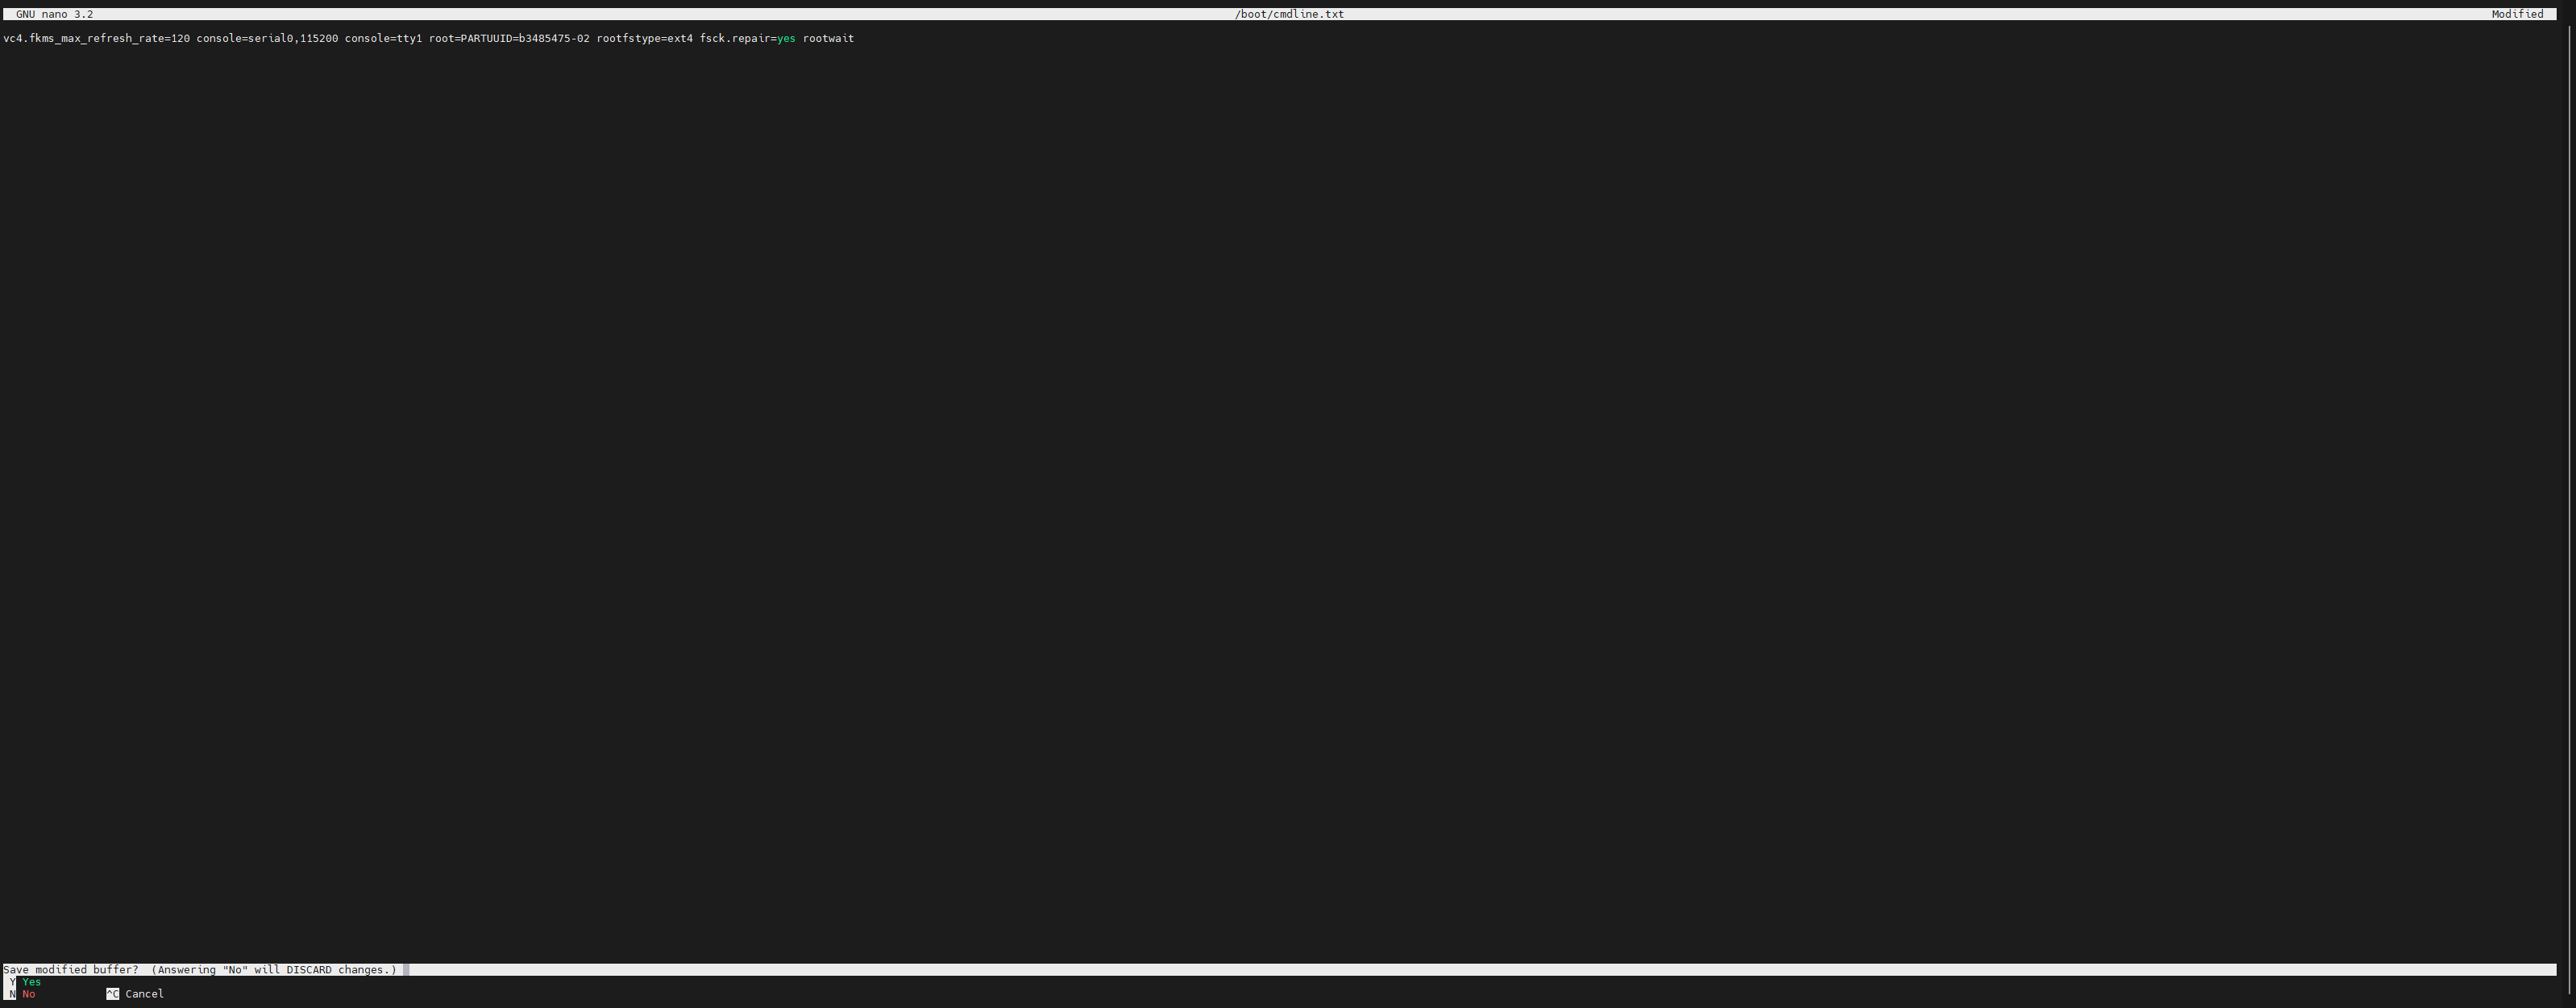 GNU nano 3.2 /boot/cmdline.txt Modified
vc4.fkms_max_refresh_rate=120 console=serial0,115200 console=tty1 root=PARTUUID=b3485475-02 rootfstype=ext4 fsck.repair=yes rootwait
Save modified buffer?  (Answering "No" will DISCARD changes.)
Y Yes
N No ^C Cancel